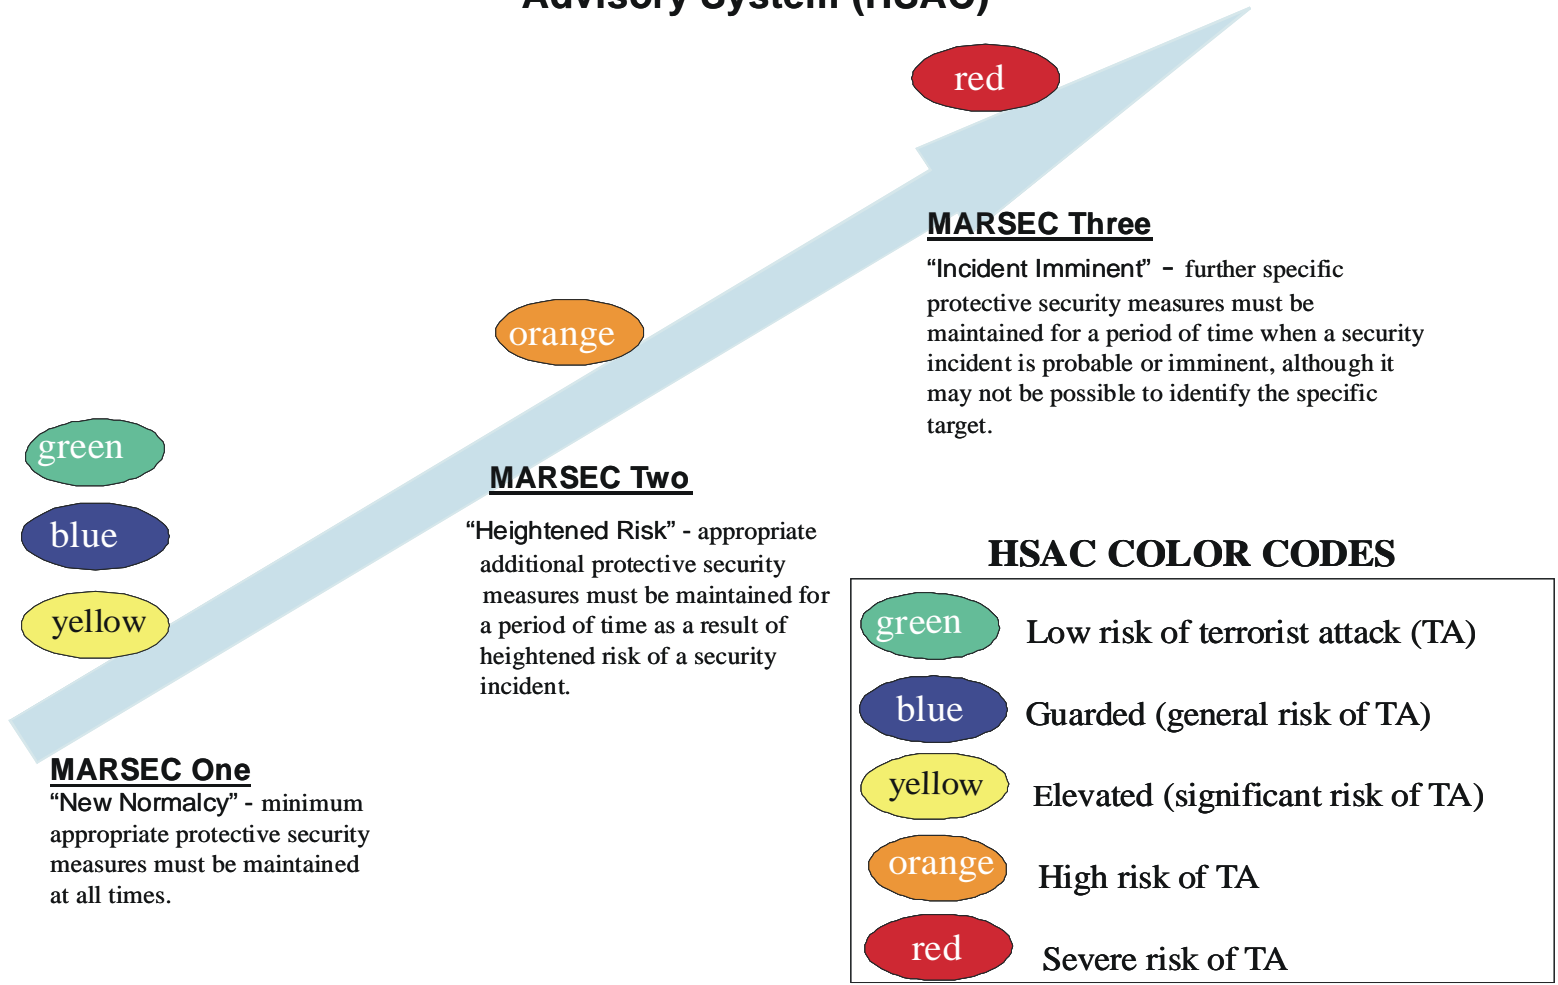 Advisory System (HSAC)
red
MARSEC Three
“Incident Imminent” – further specific
protective security measures must be
maintained for a period of time when a security
incident is probable or imminent, although it
may not be possible to identify the specific
target.
orange
MARSEC Two
“Heightened Risk” - appropriate
additional protective security
measures must be maintained for
a period of time as a result of
heightened risk of a security
incident.
green
blue
yellow
MARSEC One
“New Normalcy” - minimum
appropriate protective security
measures must be maintained
at all times.
HSAC COLOR CODES
green Low risk of terrorist attack (TA)
blue Guarded (general risk of TA)
yellow Elevated (significant risk of TA)
orange High risk of TA
red Severe risk of TA